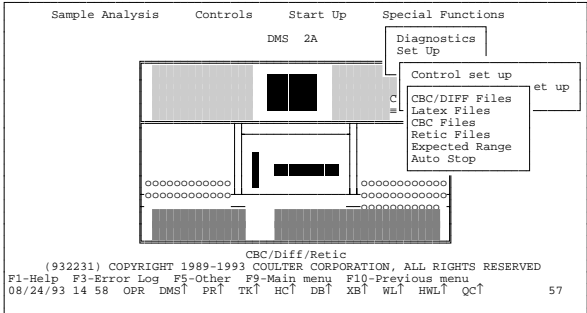 Sample Analysis Controls Start Up Special Functions
DMS 2A
Diagnostics
Set Up
Control set up
et up
C
CBC/DIFF Files
Latex Files
CBC Files
Retic Files
Expected Range
Auto Stop
CBC/Diff/Retic
(932231) COPYRIGHT 1989-1993 COULTER CORPORATION, ALL RIGHTS RESERVED
F1-Help F3-Error Log F5-Other F9-Main menu F10-Previous menu
08/24/93 14 58 OPR DMS↑ PR↑ TK↑ HC↑ DB↑ XB↑ WL↑ HWL↑ QC↑ 57